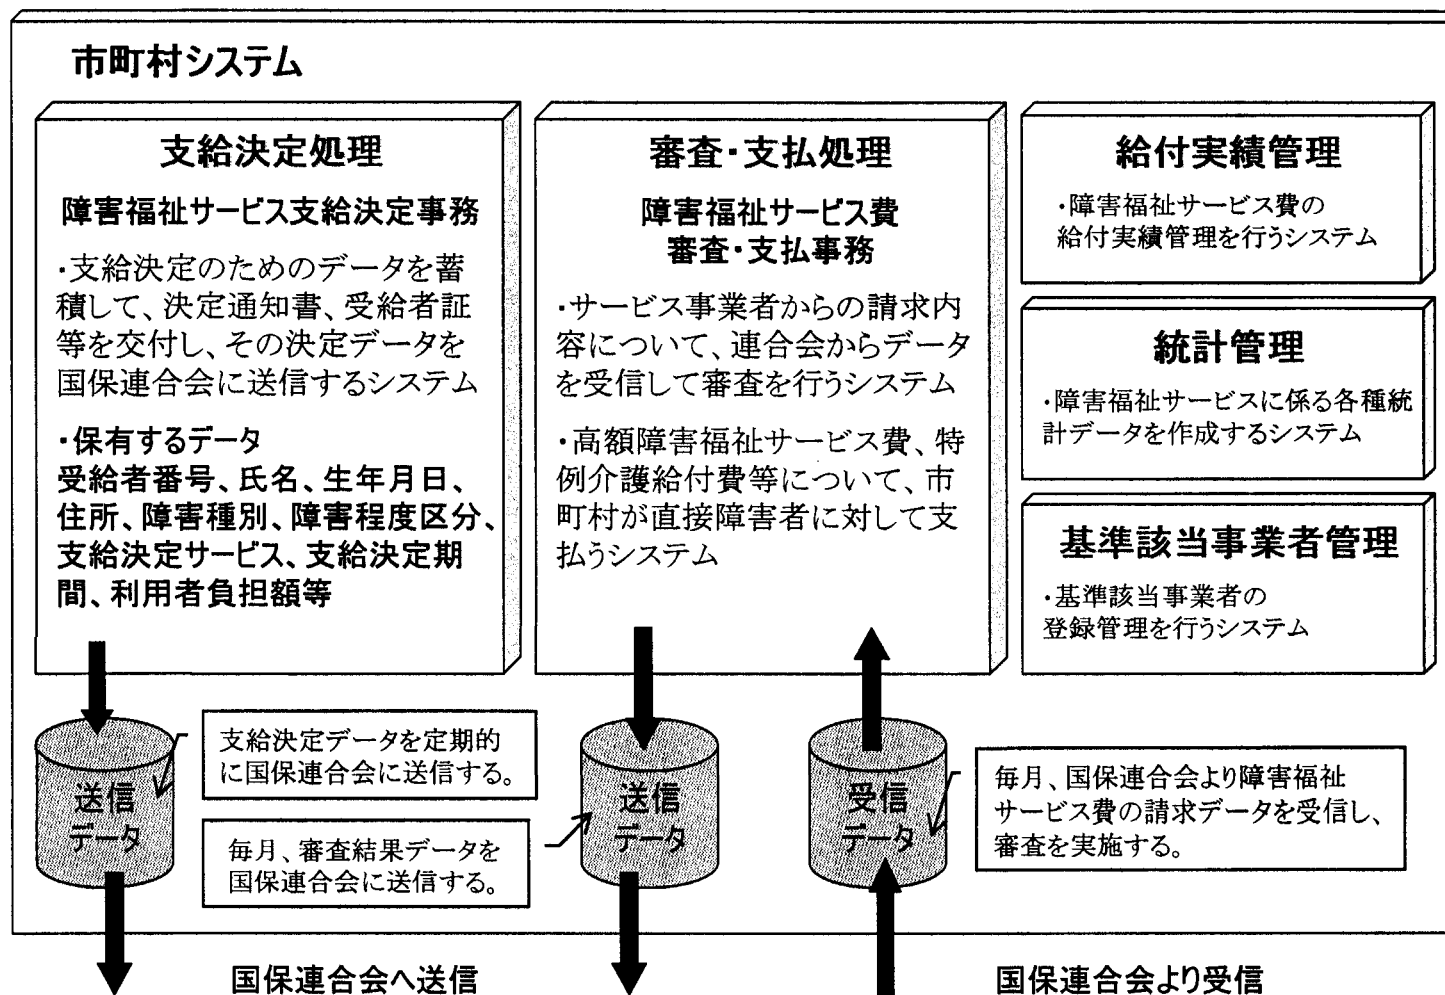 市町村システム
支給決定処理
障害福祉サービス支給決定事務
・支給決定のためのデータを蓄
積して、決定通知書、受給者証
等を交付し、その決定データを
国保連合会に送信するシステム
・保有するデータ
受給者番号、氏名、生年月日、
住所、障害種別、障害程度区分、
支給決定サービス、支給決定期
間、利用者負担額等
審査・支払処理
障害福祉サービス費
審査・支払事務
・サービス事業者からの請求内
容について、連合会からデータ
を受信して審査を行うシステム
・高額障害福祉サービス費、特
例介護給付費等について、市
町村が直接障害者に対して支
払うシステム
給付実績管理
・障害福祉サービス費の
給付実績管理を行うシステム
統計管理
・障害福祉サービスに係る各種統
計データを作成するシステム
基準該当事業者管理
・基準該当事業者の
登録管理を行うシステム
送信
データ
支給決定データを定期的
に国保連合会に送信する。
毎月、審査結果データを
国保連合会に送信する。
送信
データ
受信
データ
毎月、国保連合会より障害福祉
サービス費の請求データを受信し、
審査を実施する。
国保連合会へ送信
国保連合会より受信